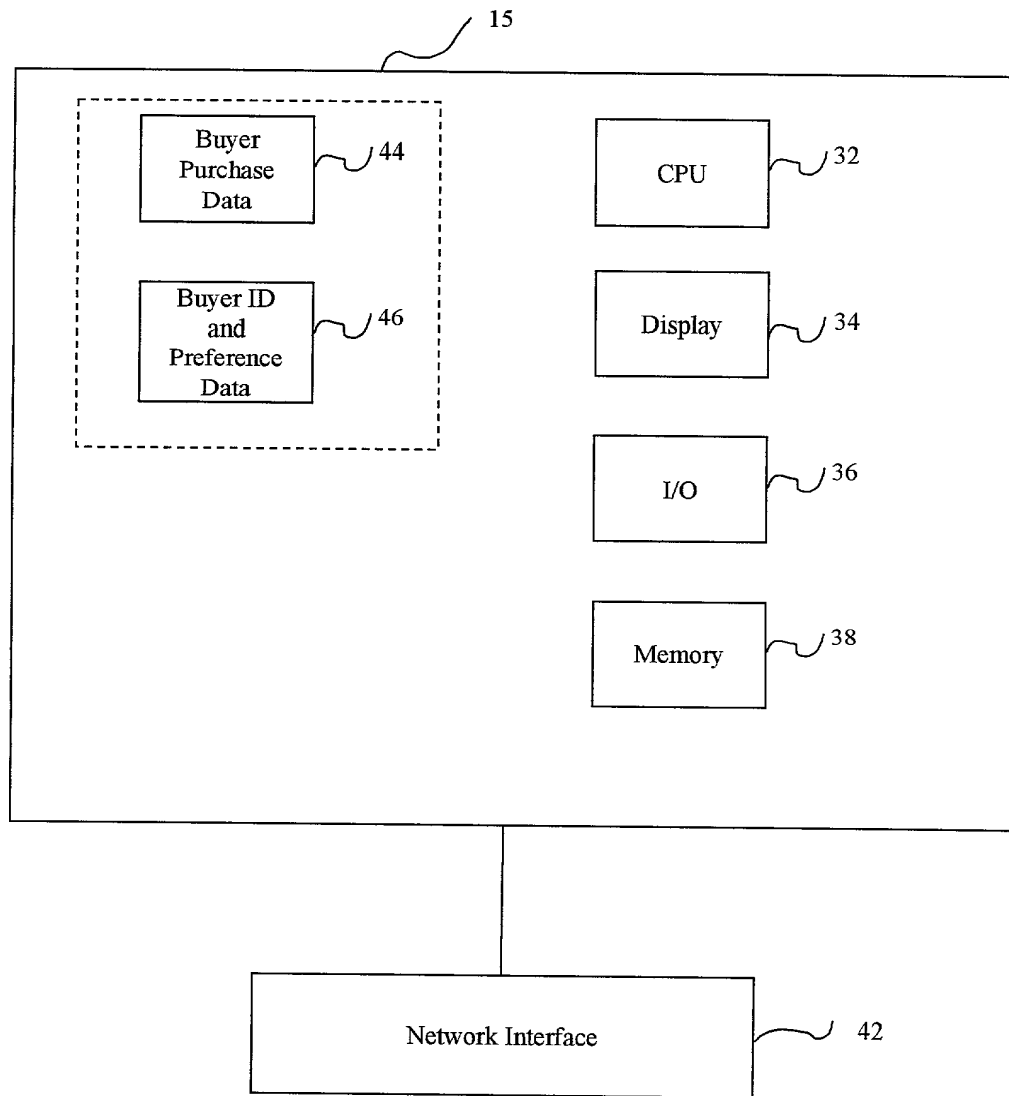 15
Buyer
Purchase
Data
44
CPU
32
Buyer ID
and
Preference
Data
46
Display
34
I/O
36
Memory
38
Network Interface
42